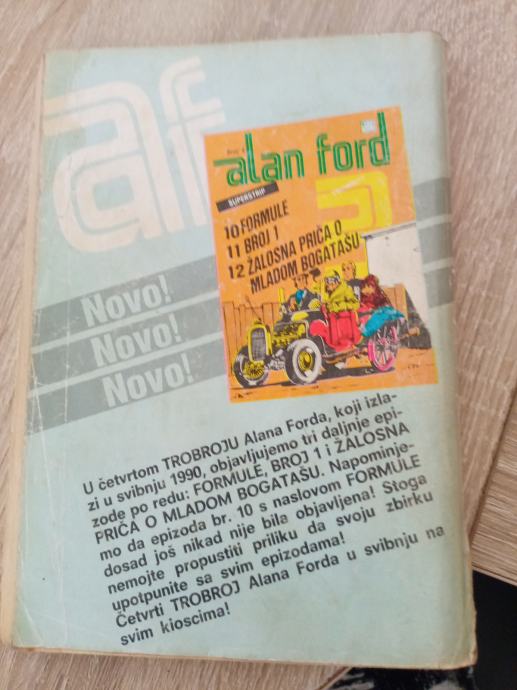 af
Broj 4
alan ford
SUPERSTRIP
10 FORMULE
11 BROJ 1
12 ŽALOSNA PRIČA O
MLADOM BOGATAŠU
Novo!
Novo!
Novo!
U četvrtom TROBROJU Alana Forda, koji izla-
zi u svibnju 1990, objavljujemo tri daljnje epi-
zode po redu: FORMULE, BROJ 1 i ŽALOSNA
PRIČA O MLADOM BOGATAŠU. Napominje-
mo da epizoda br. 10 s naslovom FORMULE
dosad još nikad nije bila objavljena! Stoga
nemojte propustiti priliku da svoju zbirku
upotpunite sa svim epizodama!
Četvrti TROBROJ Alana Forda u svibnju na
svim kioscima!